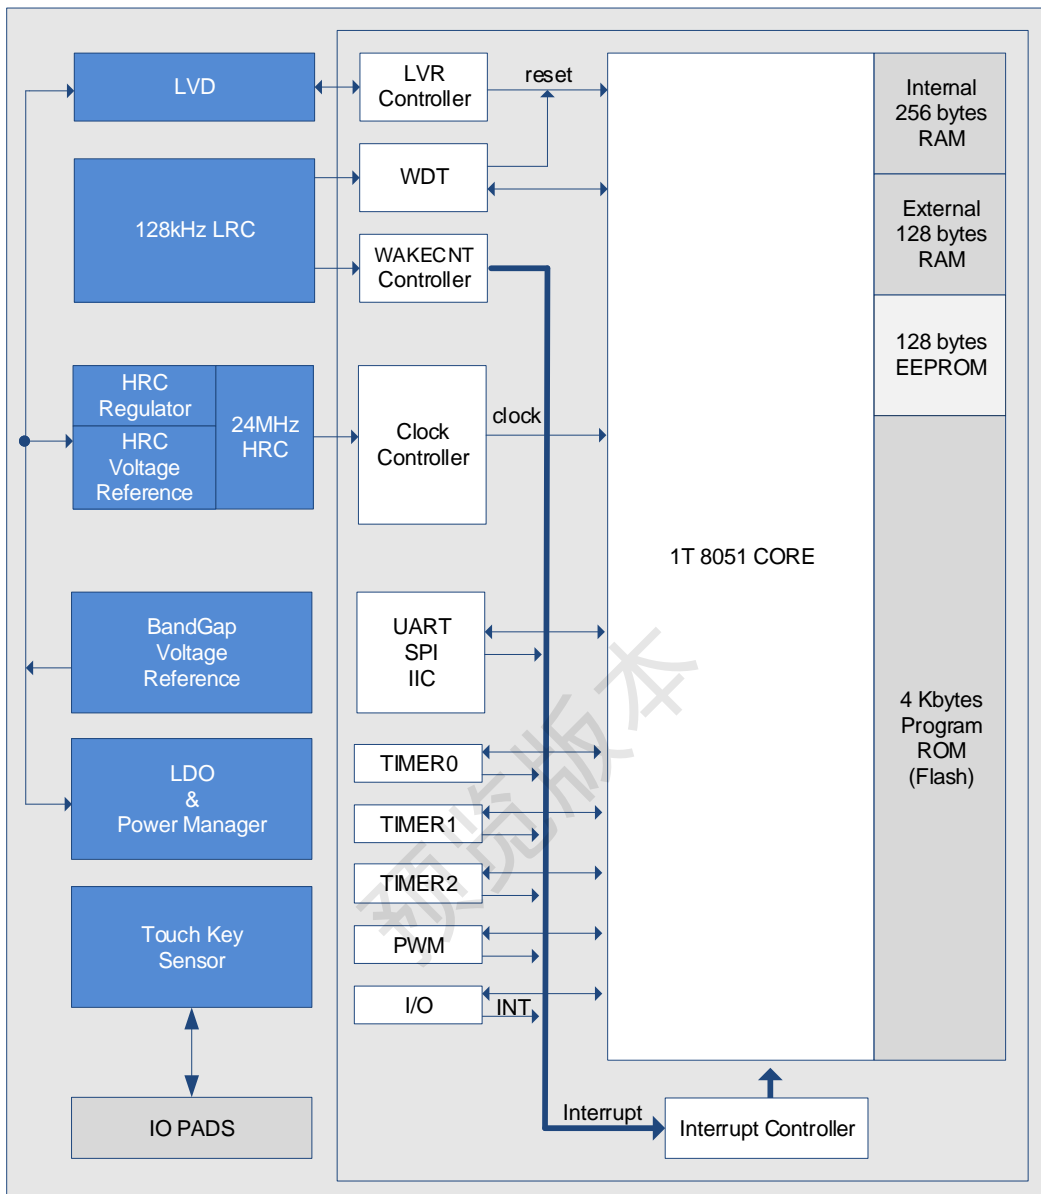 LVD
LVR
Controller
reset
Internal
256 bytes
RAM
128kHz LRC
WDT
External
128 bytes
RAM
WAKECNT
Controller
128 bytes
EEPROM
HRC
Regulator
HRC
Voltage
Reference
24MHz
HRC
Clock
Controller
clock
1T 8051 CORE
BandGap
Voltage
Reference
UART
SPI
IIC
4 Kbytes
Program
ROM
(Flash)
LDO
&
Power Manager
TIMER0
TIMER1
TIMER2
Touch Key
Sensor
PWM
I/O
INT
IO PADS
Interrupt
Interrupt Controller
预览版本